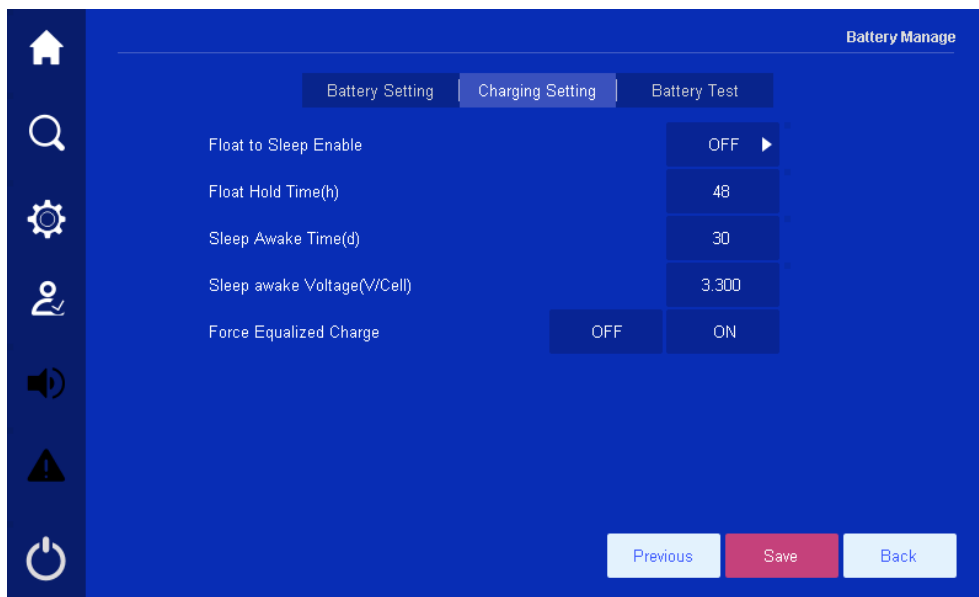 Battery Manage
Battery Setting Charging Setting Battery Test
Float to Sleep Enable OFF
Float Hold Time(h) 48
Sleep Awake Time(d) 30
Sleep awake Voltage(V/Cell) 3.300
Force Equalized Charge OFF ON
Previous Save Back